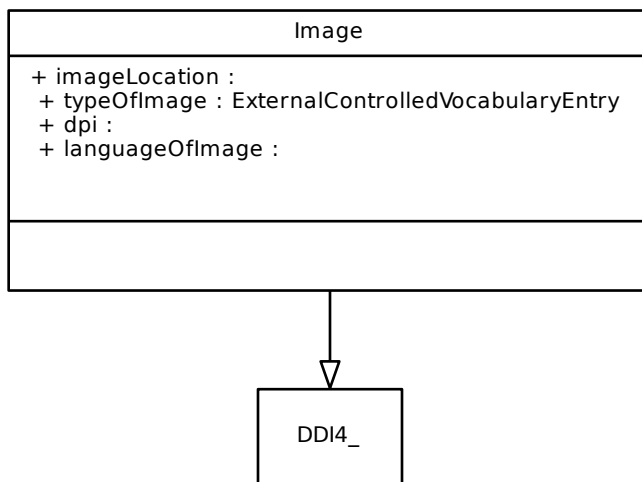 Image
+ imageLocation :
+ typeOfImage : ExternalControlledVocabularyEntry
+ dpi :
+ languageOfImage :
DDI4_